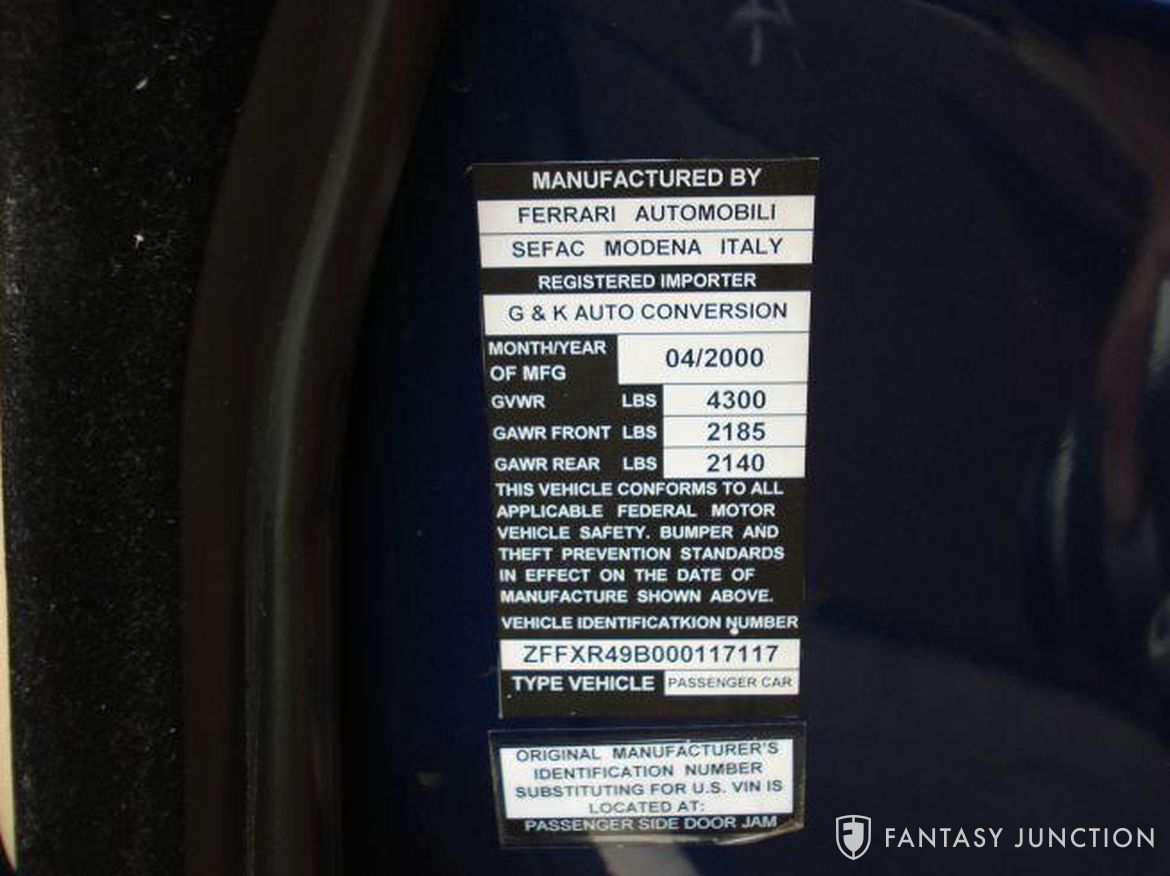 MANUFACTURED BY
FERRARI AUTOMOBILI
SEFAC MODENA ITALY
REGISTERED IMPORTER
G & K AUTO CONVERSION
MONTH/YEAR OF MFG 04/2000
GVWR LBS 4300
GAWR FRONT LBS 2185
GAWR REAR LBS 2140
THIS VEHICLE CONFORMS TO ALL
APPLICABLE FEDERAL MOTOR
VEHICLE SAFETY. BUMPER AND
THEFT PREVENTION STANDARDS
IN EFFECT ON THE DATE OF
MANUFACTURE SHOWN ABOVE.
VEHICLE IDENTIFICATKION NUMBER
ZFFXR49B000117117
TYPE VEHICLE PASSENGER CAR
ORIGINAL MANUFACTURER'S
IDENTIFICATION NUMBER
SUBSTITUTING FOR U.S. VIN IS
LOCATED AT:
PASSENGER SIDE DOOR JAM
FANTASY JUNCTION